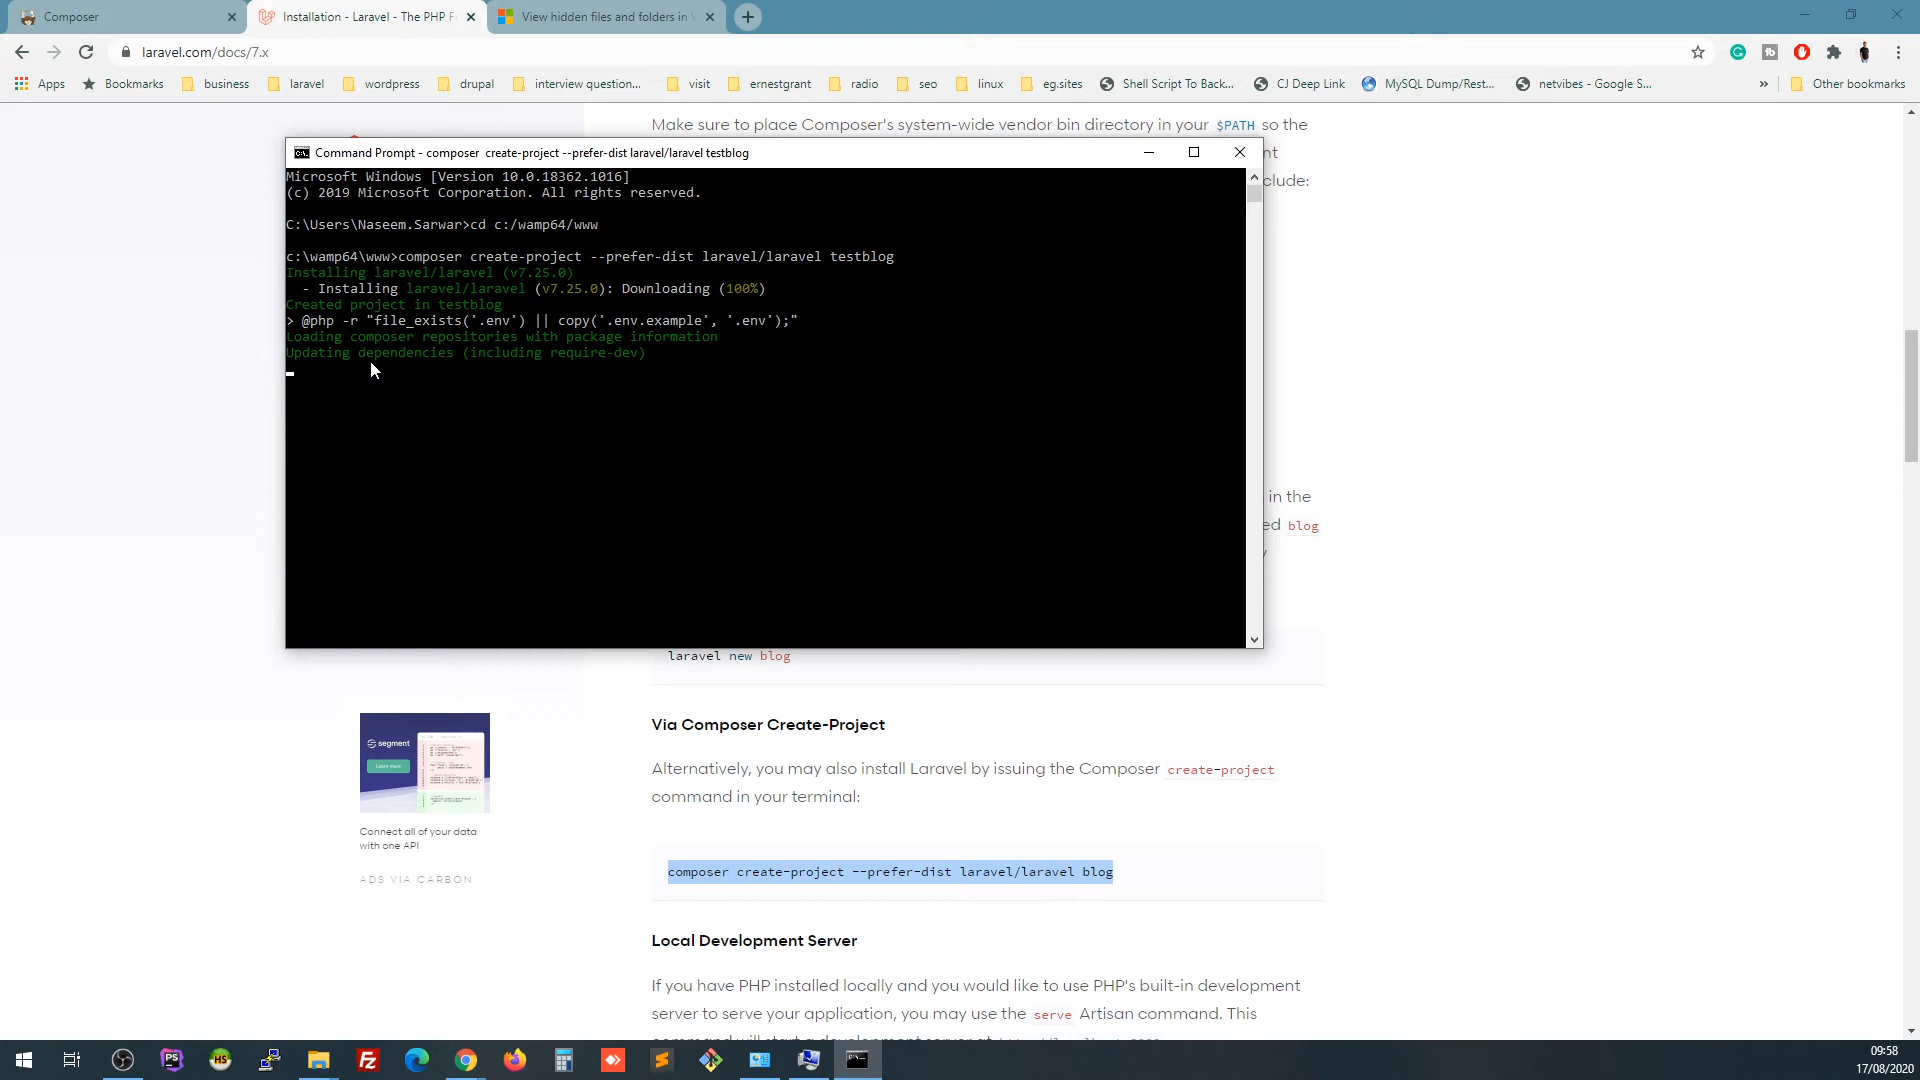 Composer
Installation - Laravel - The PHP F
View hidden files and folders in W
laravel.com/docs/7.x
Apps
Bookmarks
business
laravel
wordpress
drupal
interview question...
visit
ernestgrant
radio
seo
linux
eg.sites
Shell Script To Back...
CJ Deep Link
MySQL Dump/Rest...
netvibes - Google S...
»
Other bookmarks
Make sure to place Composer's system-wide vendor bin directory in your $PATH so the
nt
clude:
Command Prompt - composer  create-project --prefer-dist laravel/laravel testblog
Microsoft Windows [Version 10.0.18362.1016]
(c) 2019 Microsoft Corporation. All rights reserved.
C:\Users\Naseem.Sarwar>cd c:/wamp64/www
c:\wamp64\www>composer create-project --prefer-dist laravel/laravel testblog
Installing laravel/laravel (v7.25.0)
- Installing laravel/laravel (v7.25.0): Downloading (100%)
Created project in testblog
> @php -r "file_exists('.env') || copy('.env.example', '.env');"
Loading composer repositories with package information
Updating dependencies (including require-dev)
in the
ed blog
laravel new blog
Via Composer Create-Project
Alternatively, you may also install Laravel by issuing the Composer create-project
command in your terminal:
composer create-project --prefer-dist laravel/laravel blog
Local Development Server
If you have PHP installed locally and you would like to use PHP's built-in development
server to serve your application, you may use the serve Artisan command. This
segment
Learn more
Connect all of your data
with one API
ADS VIA CARBON
09:58
17/08/2020